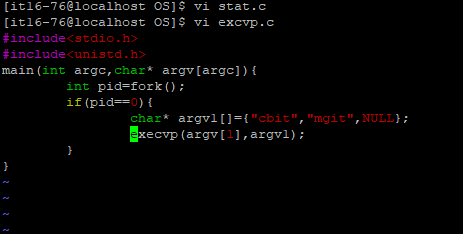 [it16-76@localhost OS]$ vi stat.c
[it16-76@localhost OS]$ vi excvp.c
#include<stdio.h>
#include<unistd.h>
main(int argc,char* argv[argc]){
        int pid=fork();
        if(pid==0){
                char* argv1[]={"cbit","mgit",NULL};
                execvp(argv[1],argv1);
        }
}
~
~
~
~